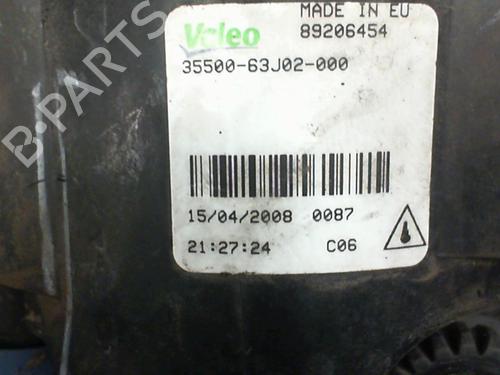 Valeo
MADE IN EU
89206454
35500-63J02-000
15/04/2008 0087
21:27:24 C06
B-PARTS